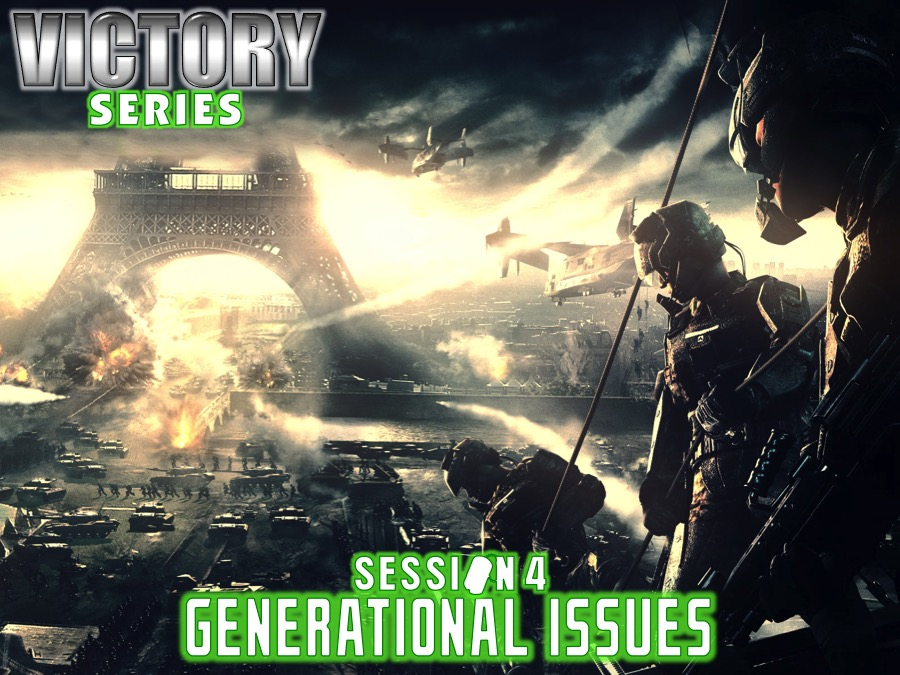 VICTORY
SERIES
SESSION 4
GENERATIONAL ISSUES